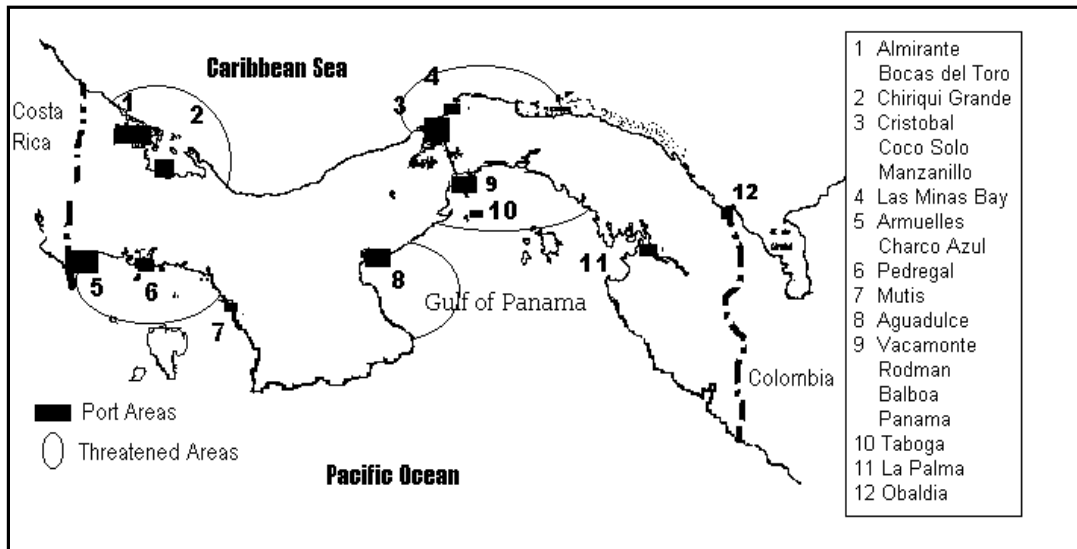 Caribbean Sea
Costa
Rica
1
2
3
4
9
10
12
11
5
6
7
8
Gulf of Panama
Colombia
Port Areas
Threatened Areas
Pacific Ocean
1 Almirante
Bocas del Toro
2 Chiriqui Grande
3 Cristobal
Coco Solo
Manzanillo
4 Las Minas Bay
5 Armuelles
Charco Azul
6 Pedregal
7 Mutis
8 Aguadulce
9 Vacamonte
Rodman
Balboa
Panama
10 Taboga
11 La Palma
12 Obaldia